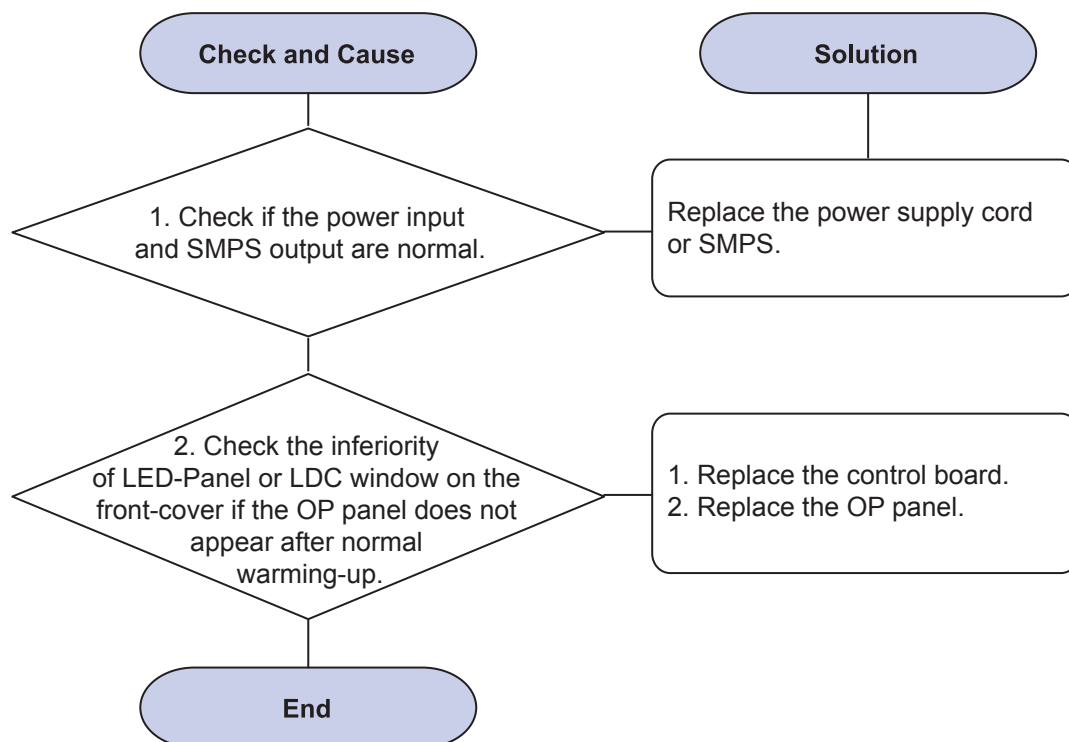 Check and Cause
Solution
1. Check if the power input
and SMPS output are normal.
Replace the power supply cord
or SMPS.
2. Check the inferiority
of LED-Panel or LDC window on the
front-cover if the OP panel does not
appear after normal
warming-up.
1. Replace the control board.
2. Replace the OP panel.
End